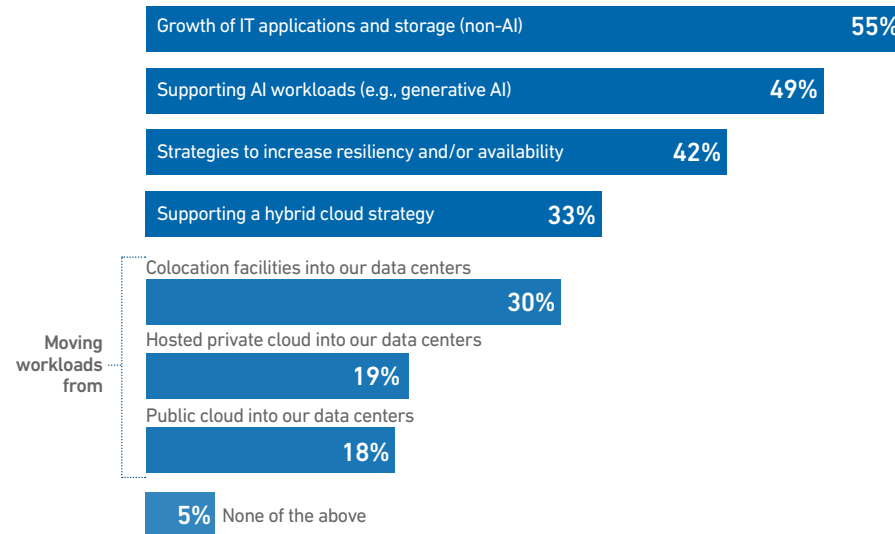 Growth of IT applications and storage (non-AI) 55%
Supporting AI workloads (e.g., generative AI) 49%
Strategies to increase resiliency and/or availability 42%
Supporting a hybrid cloud strategy 33%
Moving
workloads
from
Colocation facilities into our data centers
30%
Hosted private cloud into our data centers
19%
Public cloud into our data centers
18%
5% None of the above